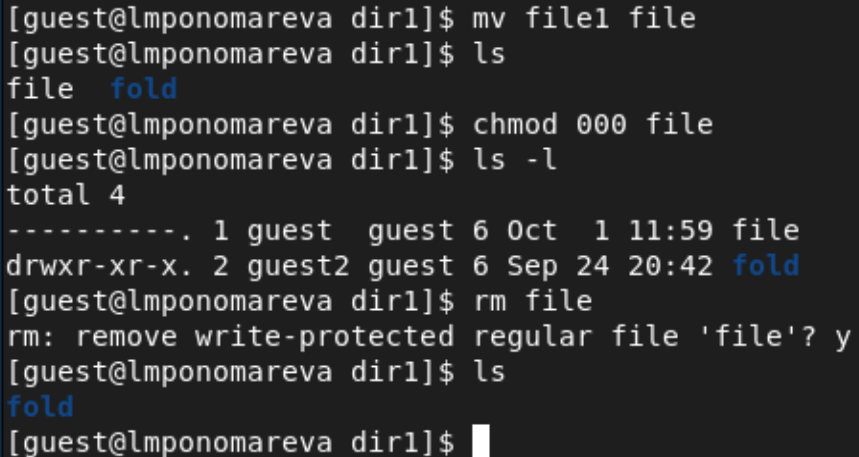 [guest@lmponomareva dir1]$ mv file1 file
[guest@lmponomareva dir1]$ ls
file  fold
[guest@lmponomareva dir1]$ chmod 000 file
[guest@lmponomareva dir1]$ ls -l
total 4
----------. 1 guest  guest 6 Oct  1 11:59 file
drwxr-xr-x. 2 guest2 guest 6 Sep 24 20:42 fold
[guest@lmponomareva dir1]$ rm file
rm: remove write-protected regular file 'file'? y
[guest@lmponomareva dir1]$ ls
fold
[guest@lmponomareva dir1]$